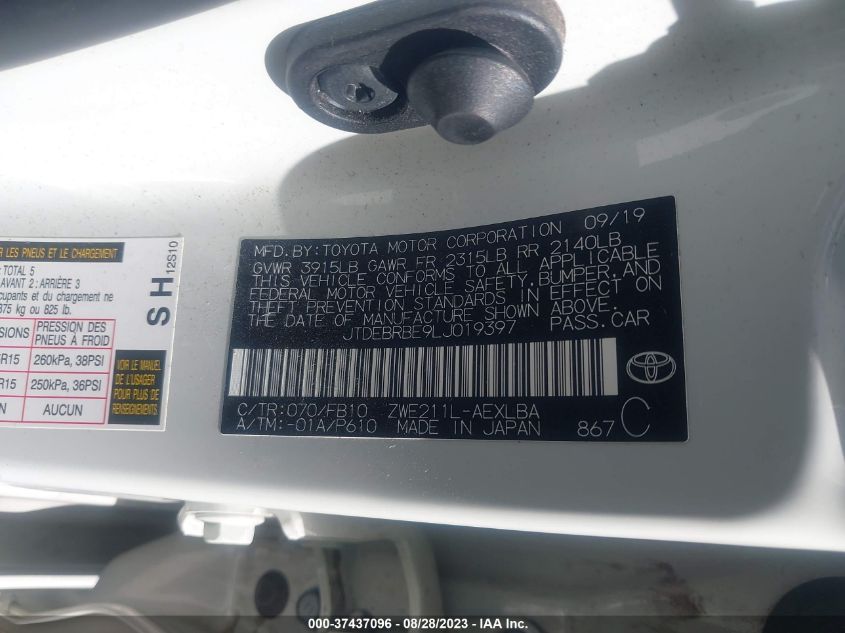 MFD. BY: TOYOTA MOTOR CORPORATION 09/19
GVWR 3915LB GAWR FR 2315LB RR 2140LB
THIS VEHICLE CONFORMS TO ALL APPLICABLE
FEDERAL MOTOR VEHICLE SAFETY, BUMPER, AND
THEFT PREVENTION STANDARDS IN EFFECT ON
THE DATE OF MANUFACTURE SHOWN ABOVE.
JTDEBRBE9LJ019397 PASS. CAR
C/TR: 070/FB10 ZWE211L-AEXLBA
A/TM: -01A/P610 MADE IN JAPAN 867 C
LES PNEUS ET LE CHARGEMENT
: TOTAL 5
AVANT 2 : ARRIÈRE 3
cupants et du chargement ne
375 kg ou 825 lb.
SIONS PRESSION DES
PNEUS À FROID
R15 260kPa, 38PSI
R15 250kPa, 36PSI
AUCUN
VOIR LE MANUEL
DE L'USAGER
POUR PLUS DE
RENSEIGNEMENTS
S H
12S10
000-37437096 - 08/28/2023 - IAA Inc.